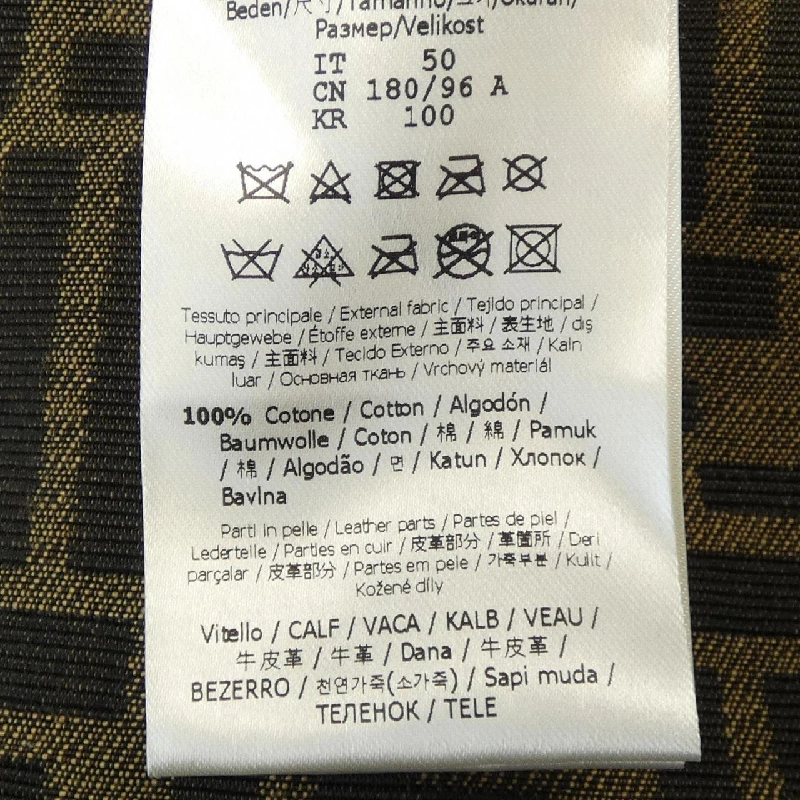 Beden/尺寸/Tamanho/크기/Ukuran/
Размер/Velikost
IT 50
CN 180/96 A
KR 100
Tessuto principale / External fabric / Tejido principal /
Hauptgewebe / Étoffe externe / 主面料 / 表生地 / dış
kumaş / 主面料 / Tecido Externo / 주요 소재 / Kain
luar / Основная ткань / Vrchový materiál
100% Cotone / Cotton / Algodón /
Baumwolle / Coton / 棉 / 綿 / Pamuk
/ 棉 / Algodão / 면 / Katun / Хлопок /
Bavlna
Parti in pelle / Leather parts / Partes de piel /
Lederteile / Parties en cuir / 皮革部分 / 革箇所 / Deri
parçalar / 皮革部分 / Partes em pele / 가죽부분 / Kulit /
Kožené díly
Vitello / CALF / VACA / KALB / VEAU /
牛皮革 / 牛革 / Dana / 牛皮革 /
BEZERRO / 천연가죽(소가죽) / Sapi muda /
ТЕЛЕНОК / TELE